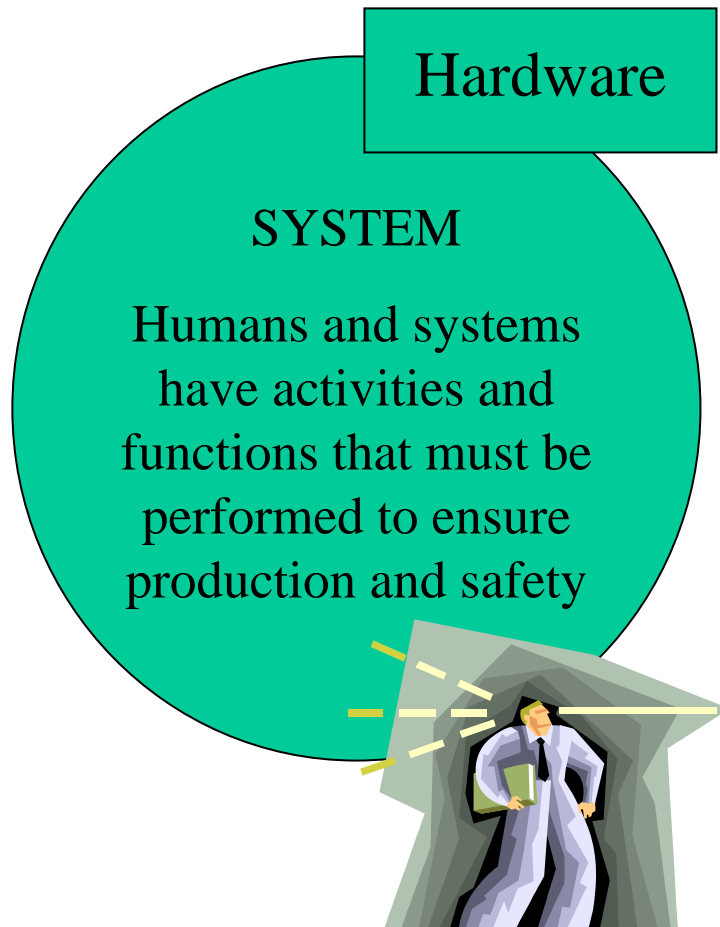 Hardware
SYSTEM
Humans and systems
have activities and
functions that must be
performed to ensure
production and safety